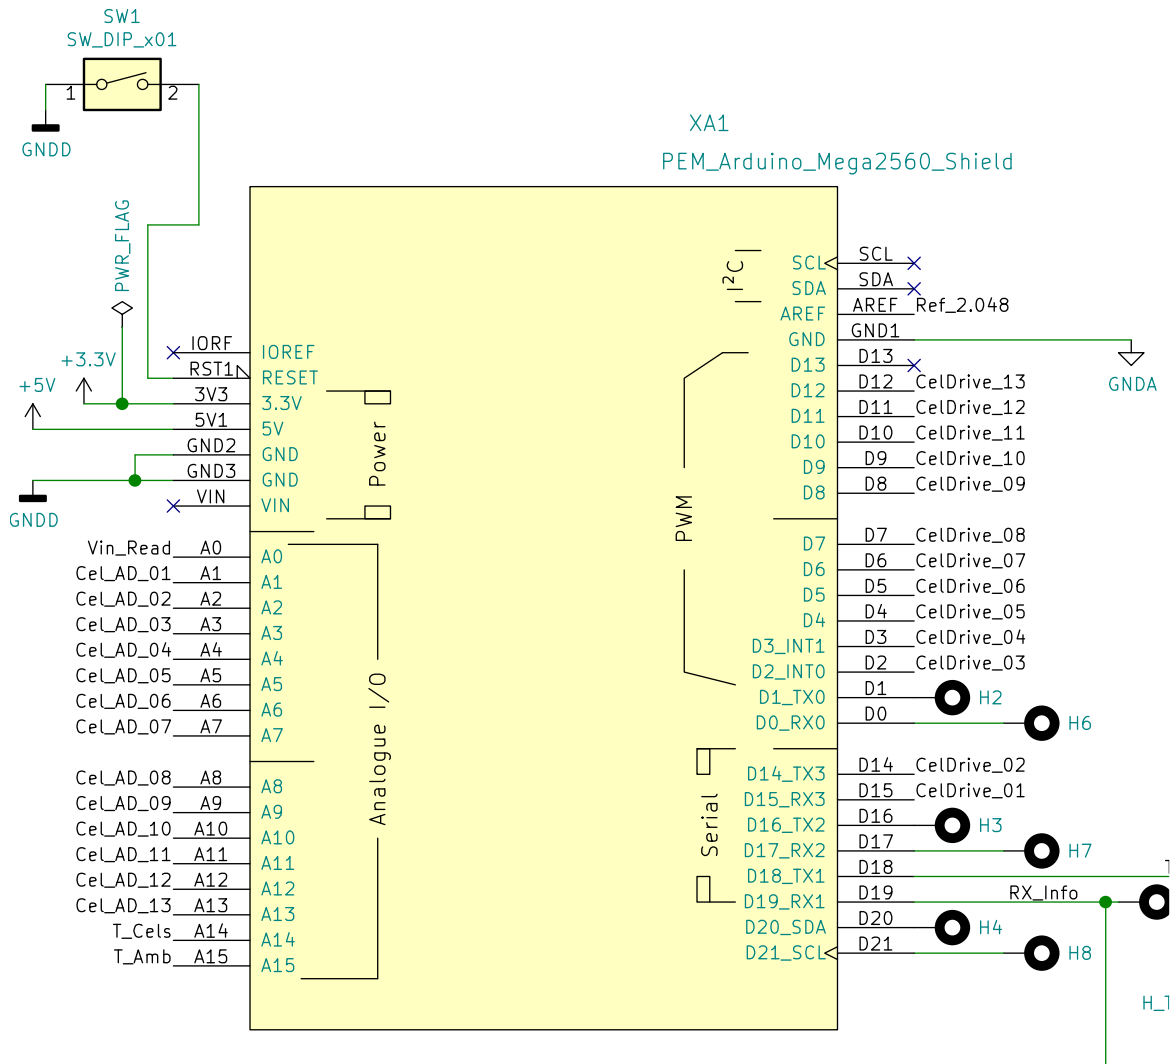 SW1
SW_DIP_x01
1
2
GNDD
XA1
PEM_Arduino_Mega2560_Shield
PWR_FLAG
+3.3V
+5V
GNDD
IORF
RST1
3V3
5V1
GND2
GND3
VIN
IOREF
RESET
3.3V
5V
GND
GND
VIN
Power
Vin_Read A0 A0
Cel_AD_01 A1 A1
Cel_AD_02 A2 A2
Cel_AD_03 A3 A3
Cel_AD_04 A4 A4
Cel_AD_05 A5 A5
Cel_AD_06 A6 A6
Cel_AD_07 A7 A7
Cel_AD_08 A8 A8
Cel_AD_09 A9 A9
Cel_AD_10 A10 A10
Cel_AD_11 A11 A11
Cel_AD_12 A12 A12
Cel_AD_13 A13 A13
T_Cels A14 A14
T_Amb A15 A15
Analogue I/O
I²C
SCL SCL
SDA SDA
AREF AREF Ref_2.048
GND GND1
GNDA
D13 D13
D12 D12 CelDrive_13
D11 D11 CelDrive_12
D10 D10 CelDrive_11
D9 D9 CelDrive_10
D8 D8 CelDrive_09
PWM
D7 D7 CelDrive_08
D6 D6 CelDrive_07
D5 D5 CelDrive_06
D4 D4 CelDrive_05
D3_INT1 D3 CelDrive_04
D2_INT0 D2 CelDrive_03
D1_TX0 D1 H2
D0_RX0 D0 H6
Serial
D14_TX3 D14 CelDrive_02
D15_RX3 D15 CelDrive_01
D16_TX2 D16 H3
D17_RX2 D17 H7
D18_TX1 D18
D19_RX1 D19 RX_Info
D20_SDA D20 H4
D21_SCL D21 H8